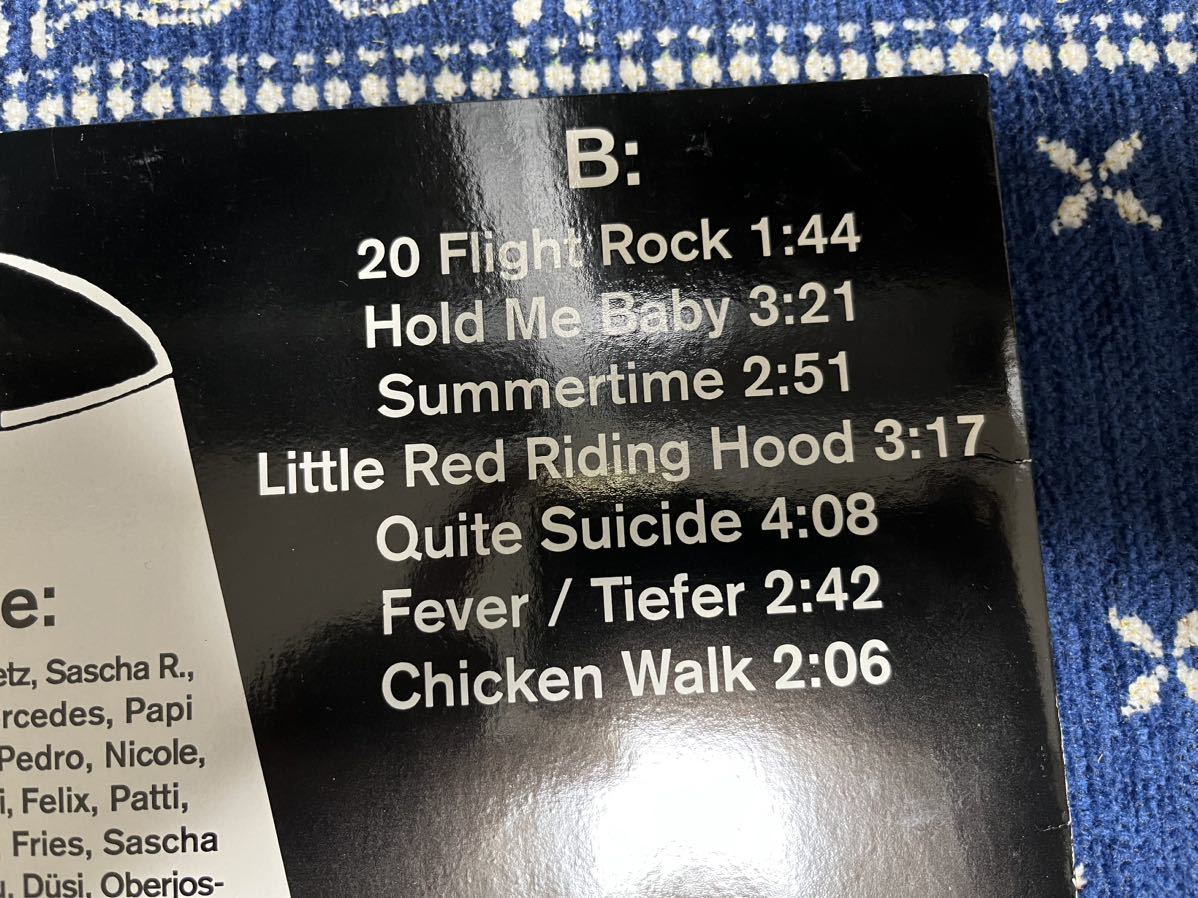 B:
20 Flight Rock 1:44
Hold Me Baby 3:21
Summertime 2:51
Little Red Riding Hood 3:17
Quite Suicide 4:08
Fever / Tiefer 2:42
Chicken Walk 2:06
Sascha R.,
Papi
Pedro, Nicole,
Felix, Patti,
Fries, Sascha
Düsi, Oberjos-